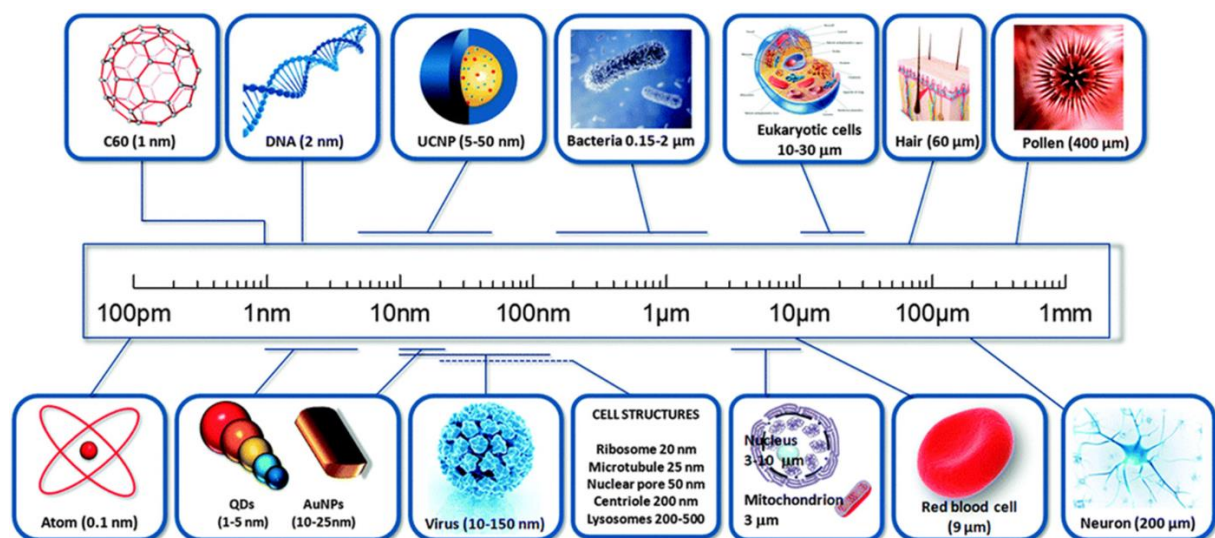 C60 (1 nm)
DNA (2 nm)
UCNP (5-50 nm)
Bacteria 0.15-2 µm
Eukaryotic cells
10-30 µm
Hair (60 µm)
Pollen (400 µm)
100pm
1nm
10nm
100nm
1µm
10µm
100µm
1mm
Atom (0.1 nm)
QDs
(1-5 nm)
AuNPs
(10-25nm)
Virus (10-150 nm)
CELL STRUCTURES
Ribosome 20 nm
Microtubule 25 nm
Nuclear pore 50 nm
Centriole 200 nm
Lysosomes 200-500
Nucleus
3-10 µm
Mitochondrion
3 µm
Red blood cell
(9 µm)
Neuron (200 µm)